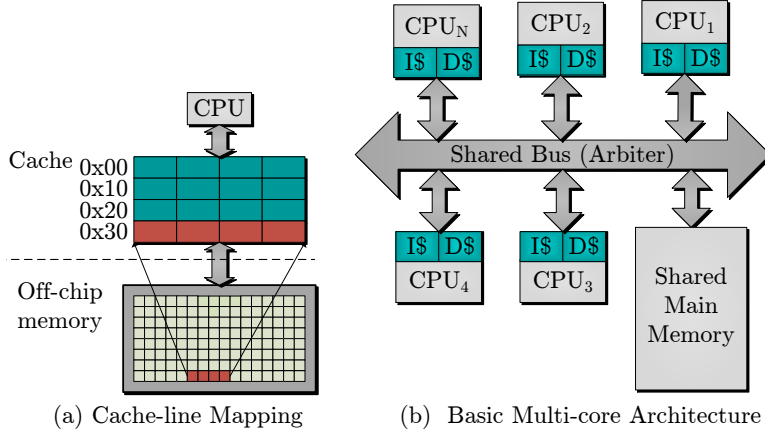 CPU
Cache
0x00
0x10
0x20
0x30
Off-chip
memory
(a) Cache-line Mapping
CPU_N
I$ D$
CPU_2
I$ D$
CPU_1
I$ D$
Shared Bus (Arbiter)
I$ D$
CPU_4
I$ D$
CPU_3
Shared
Main
Memory
(b) Basic Multi-core Architecture